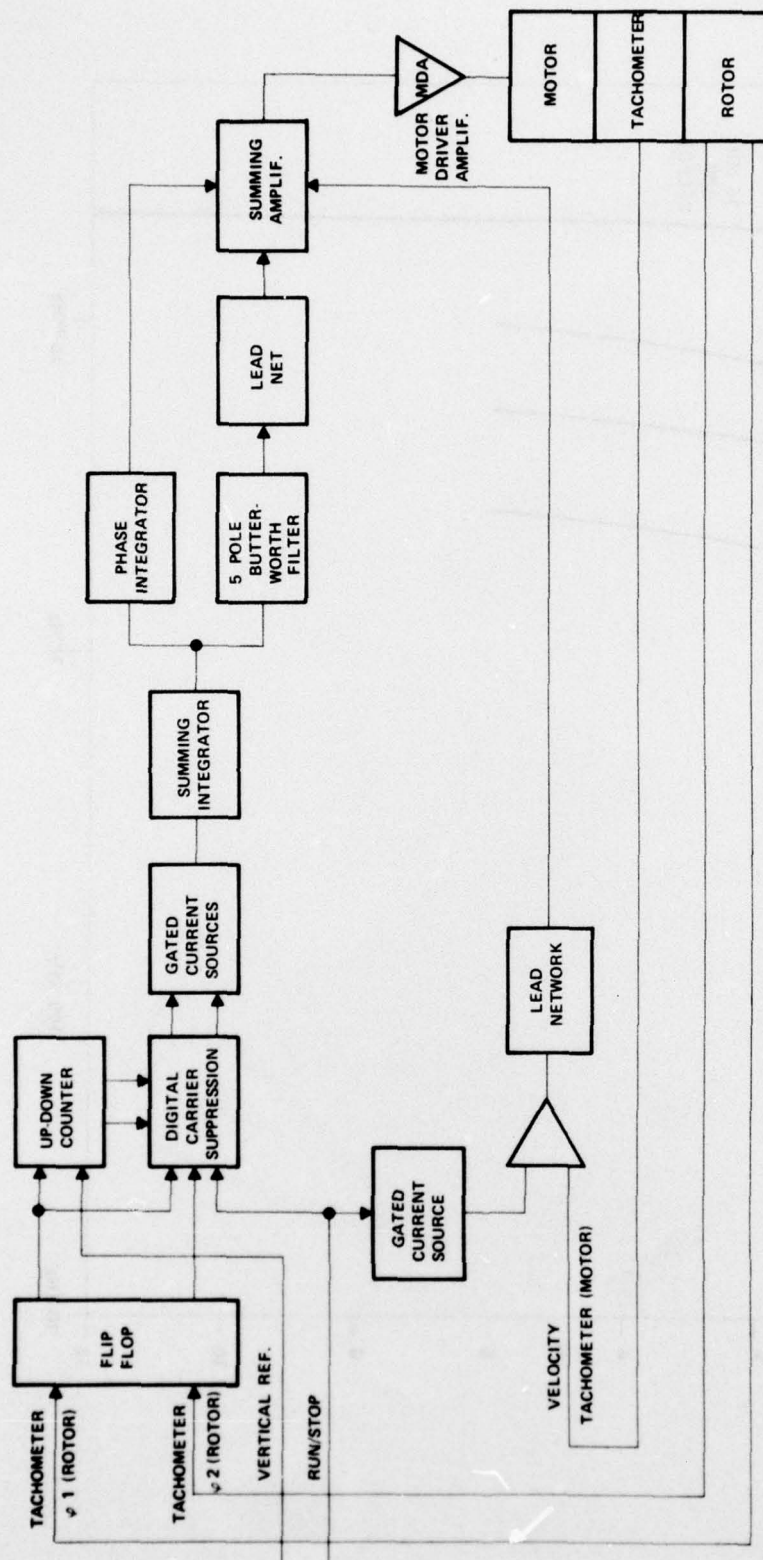 TACHOMETER
φ 1 (ROTOR)
TACHOMETER
φ 2 (ROTOR)
VERTICAL REF.
RUN/STOP
FLIP
FLOP
UP-DOWN
COUNTER
DIGITAL
CARRIER
SUPPRESSION
GATED
CURRENT
SOURCES
SUMMING
INTEGRATOR
PHASE
INTEGRATOR
5 POLE
BUTTER-
WORTH
FILTER
LEAD
NET
SUMMING
AMPLIF.
MDA
MOTOR
DRIVER
AMPLIF.
MOTOR
TACHOMETER
ROTOR
GATED
CURRENT
SOURCE
LEAD
NETWORK
VELOCITY
TACHOMETER (MOTOR)